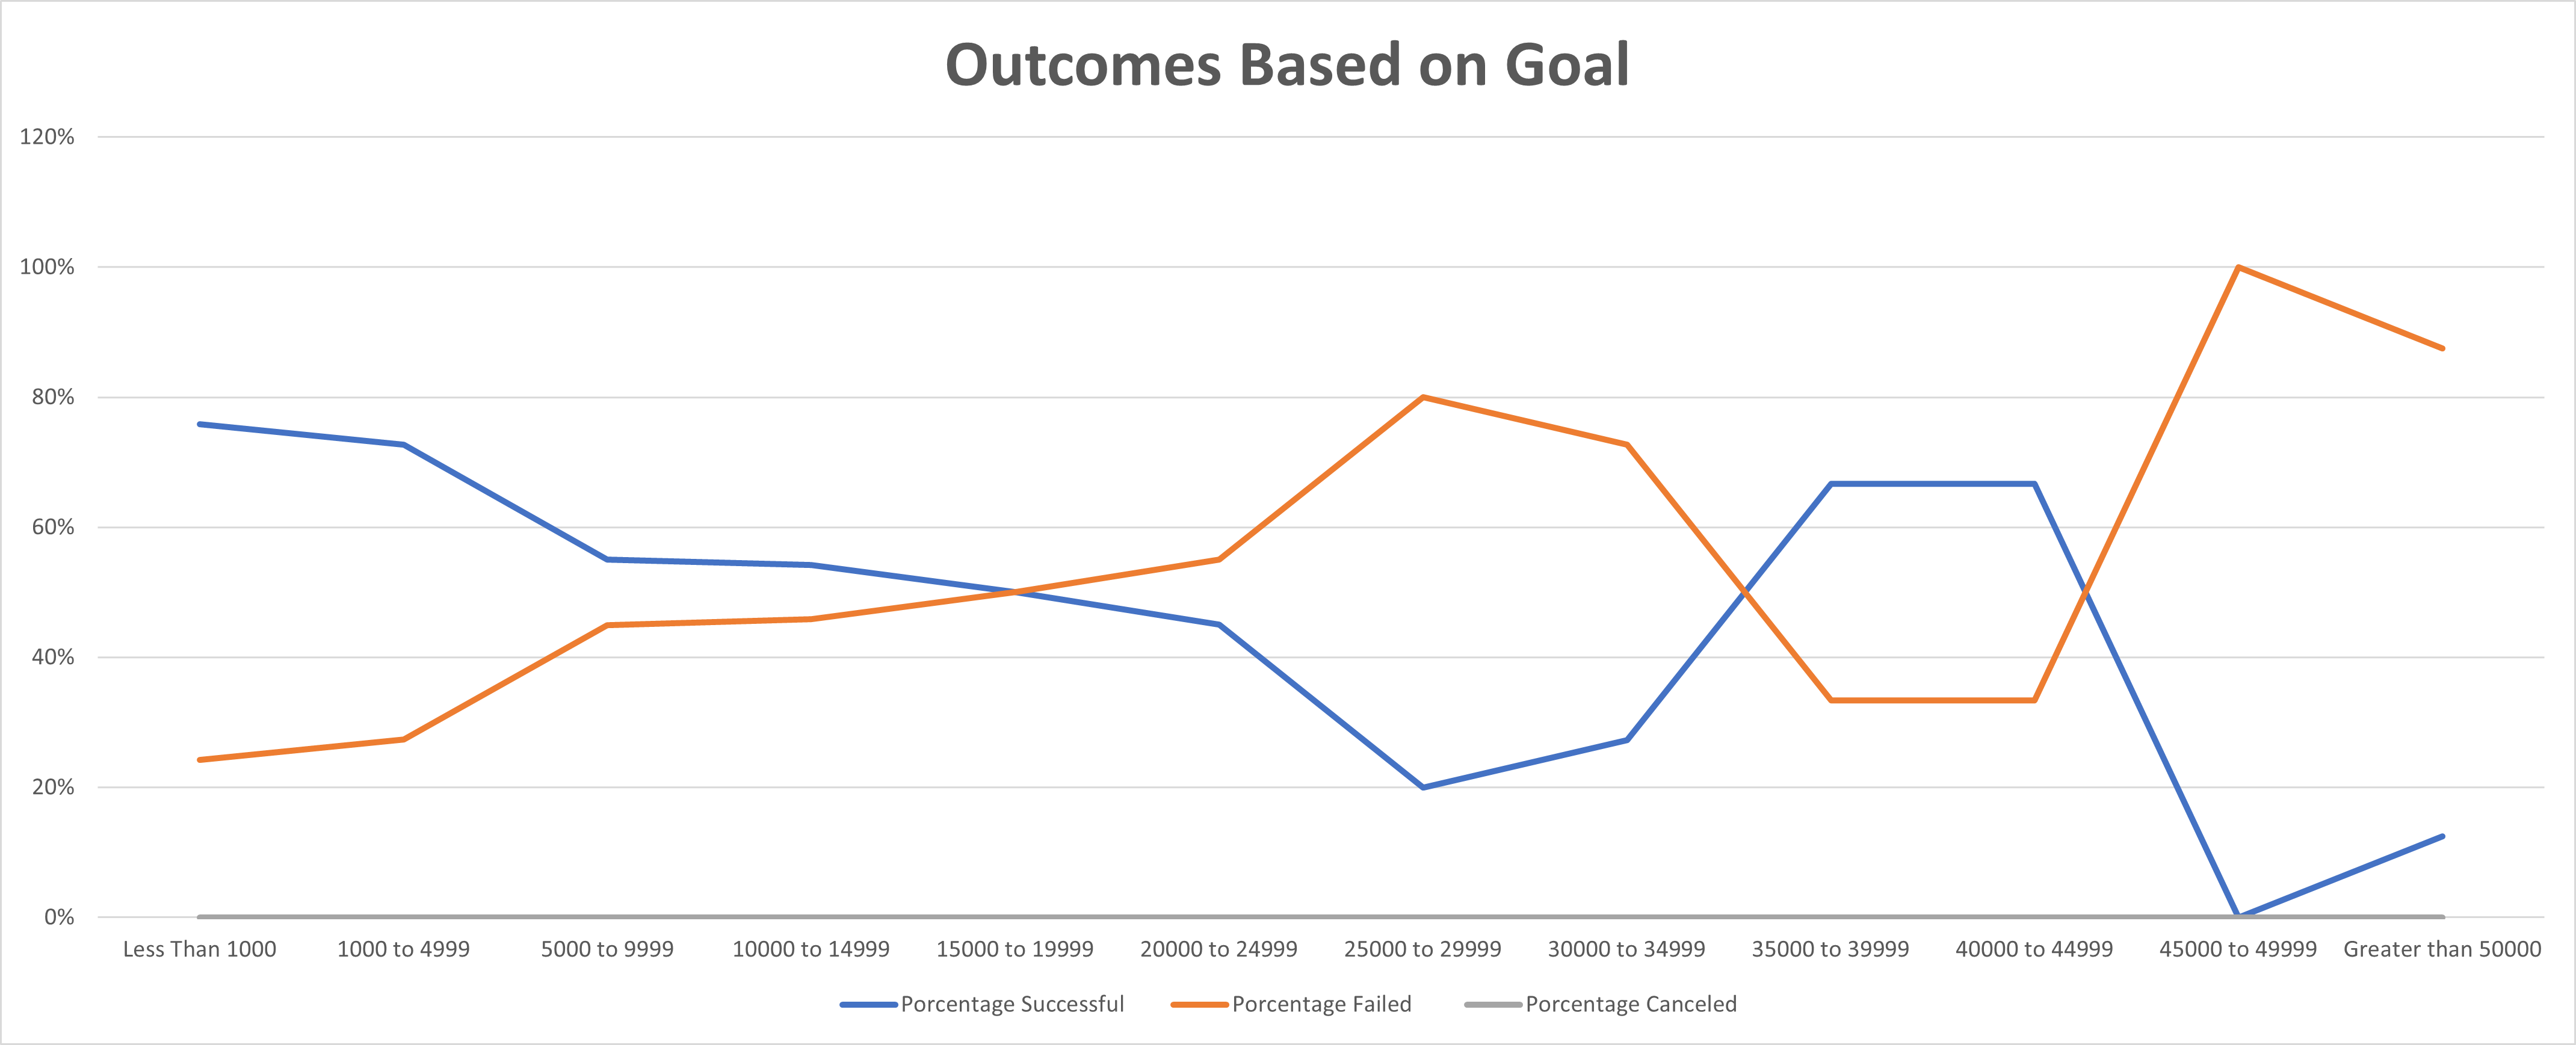 Outcomes Based on Goal
120%
100%
80%
60%
40%
20%
0%
Less Than 1000 1000 to 4999 5000 to 9999 10000 to 14999 15000 to 19999 20000 to 24999 25000 to 29999 30000 to 34999 35000 to 39999 40000 to 44999 45000 to 49999 Greater than 50000
Porcentage Successful Porcentage Failed Porcentage Canceled